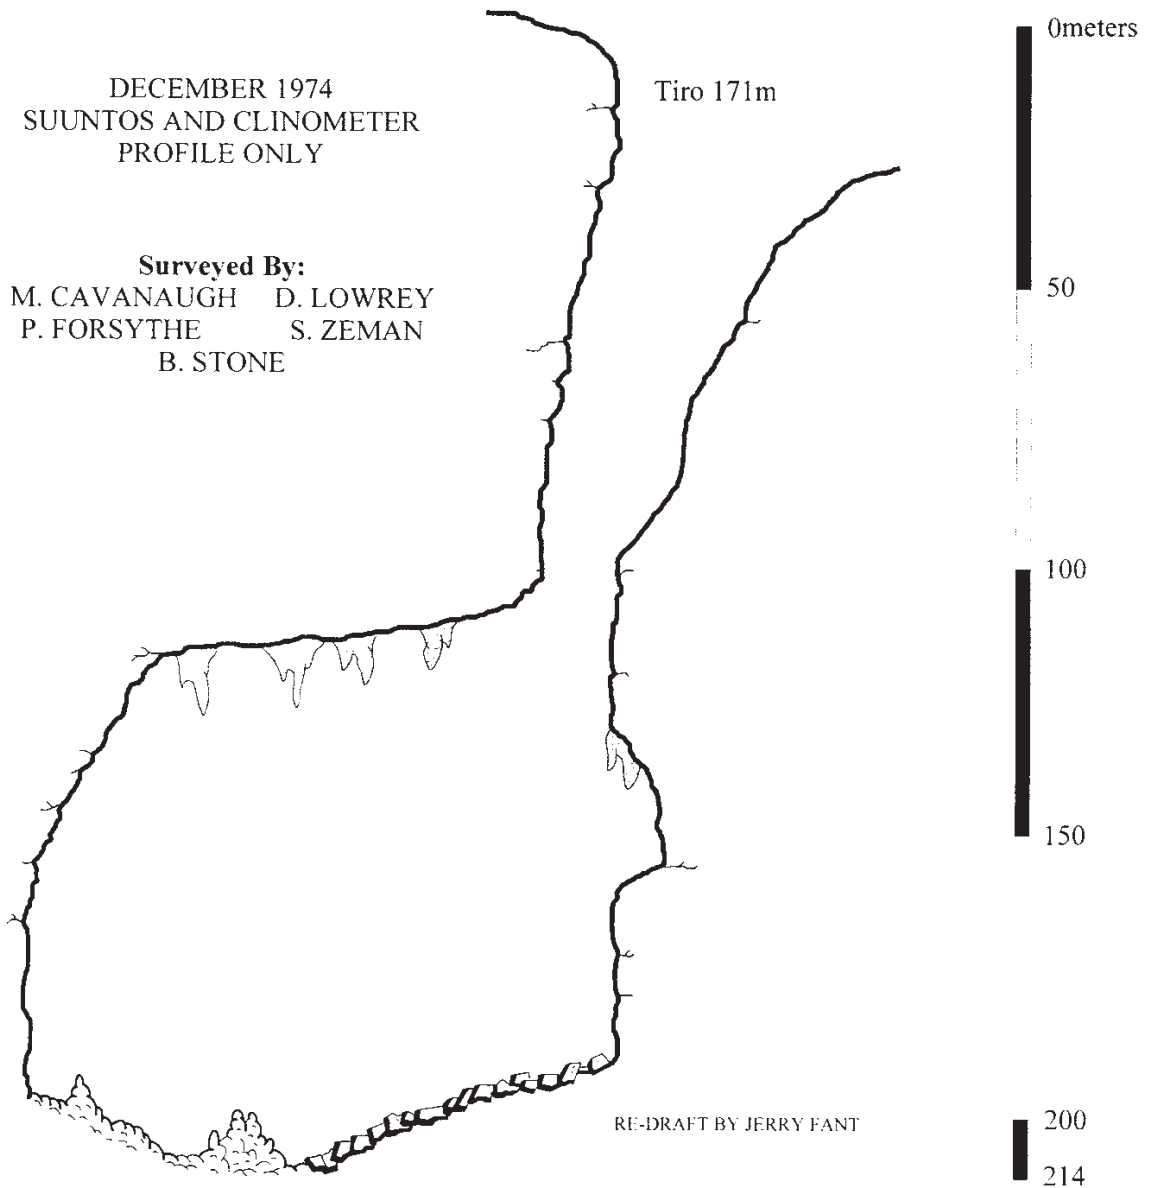 DECEMBER 1974
SUUNTOS AND CLINOMETER
PROFILE ONLY
Surveyed By:
M. CAVANAUGH D. LOWREY
P. FORSYTHE S. ZEMAN
B. STONE
Tiro 171m
0meters
50
100
150
200
214
RE-DRAFT BY JERRY FANT